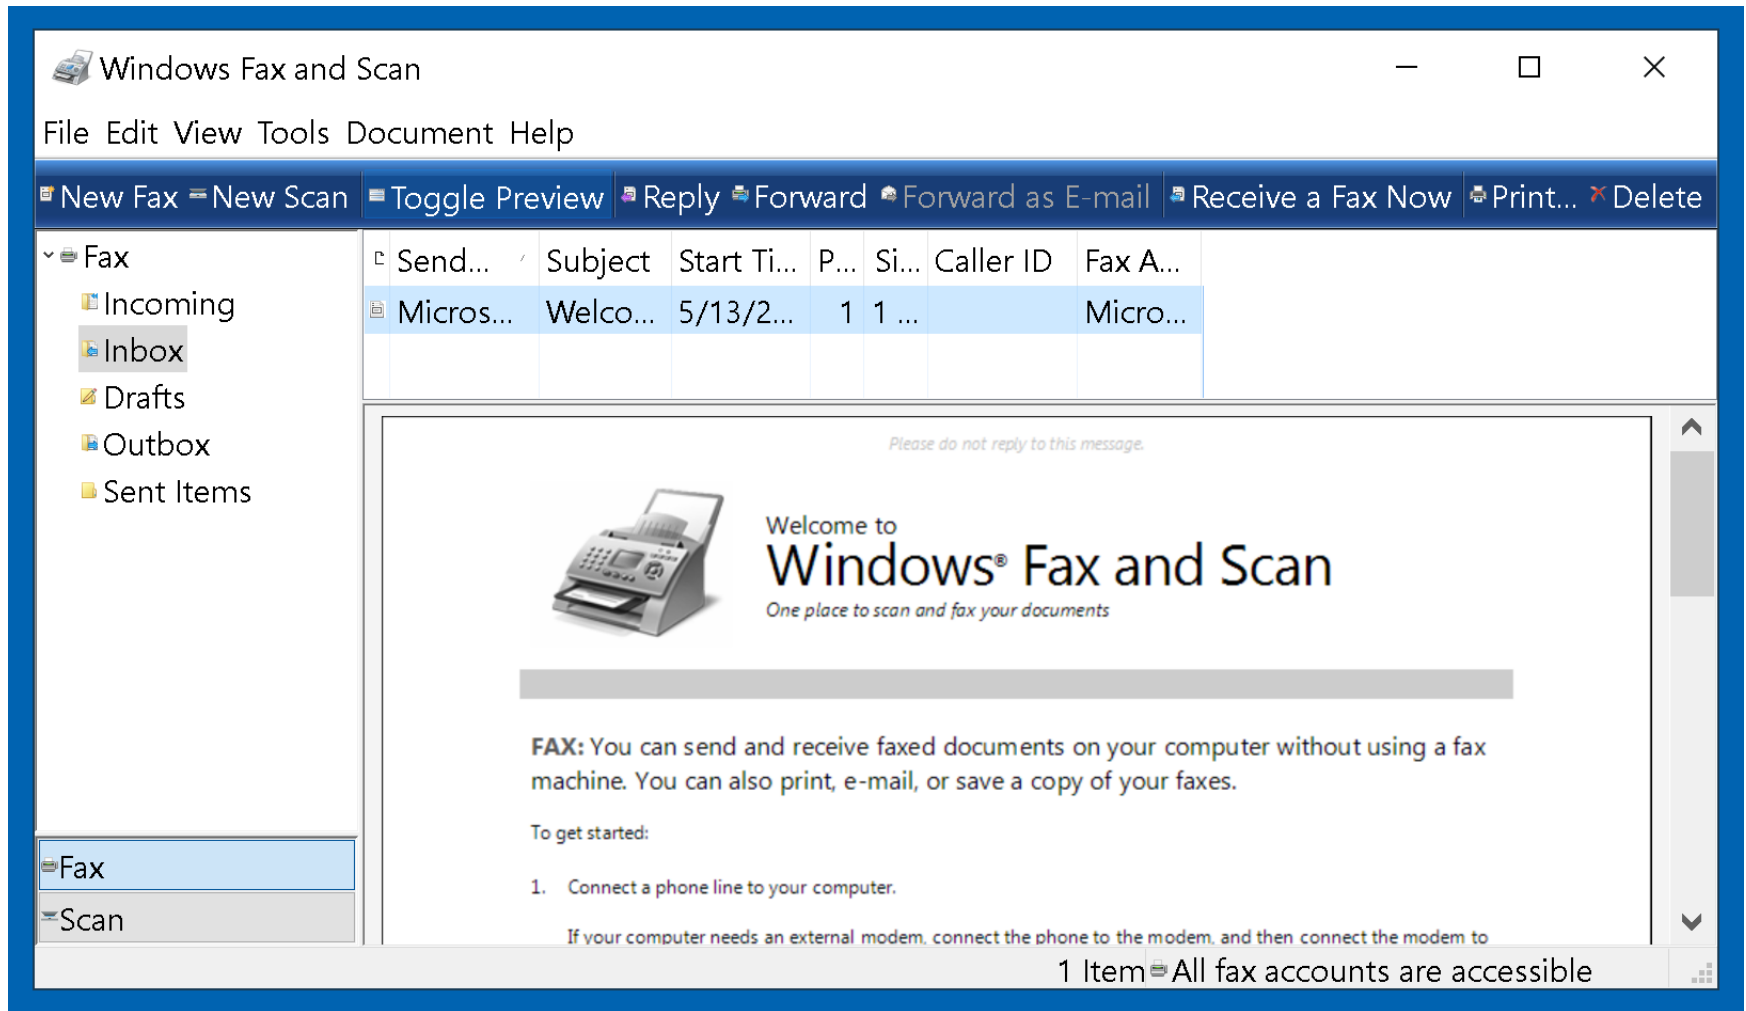 Windows Fax and Scan
File Edit View Tools Document Help
New Fax New Scan Toggle Preview Reply Forward Forward as E-mail Receive a Fax Now Print... Delete
Fax
Incoming
Inbox
Drafts
Outbox
Sent Items
Send... Subject Start Ti... P... Si... Caller ID Fax A...
Micros... Welco... 5/13/2... 1 1 ... Micro...
Please do not reply to this message.
Welcome to
Windows® Fax and Scan
One place to scan and fax your documents
FAX: You can send and receive faxed documents on your computer without using a fax
machine. You can also print, e-mail, or save a copy of your faxes.
To get started:
1. Connect a phone line to your computer.
If your computer needs an external modem, connect the phone to the modem, and then connect the modem to
Fax
Scan
1 Item All fax accounts are accessible